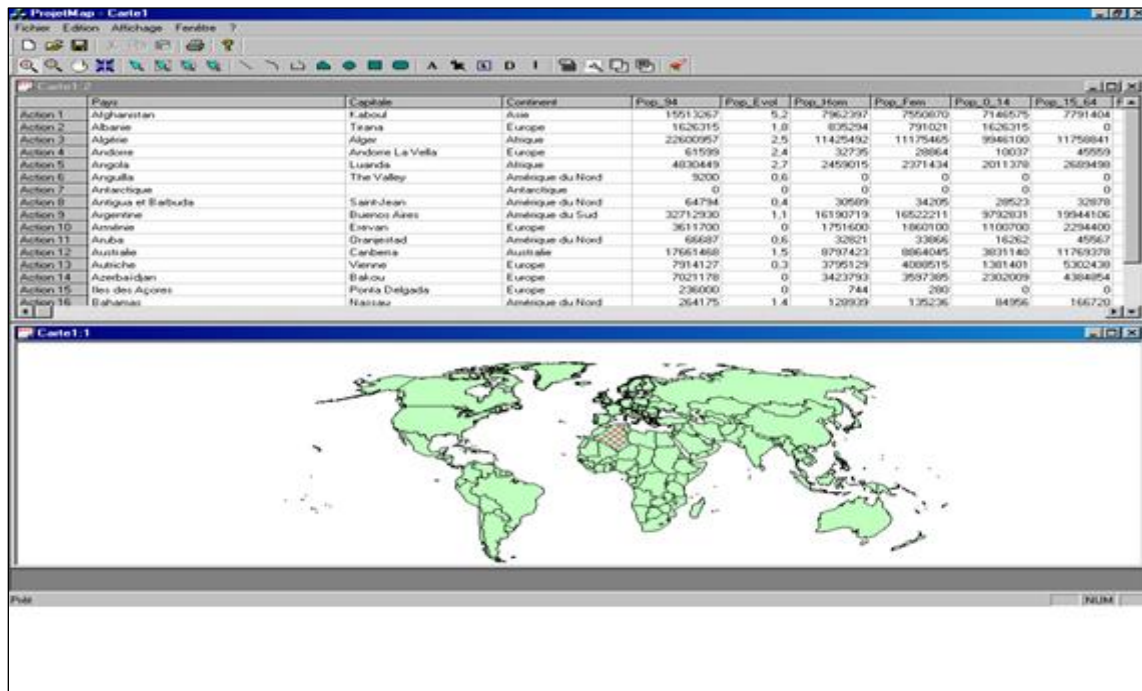 ProjetMap - Carte1
Fichier Edition Affichage Fenêtre ?
A D I
Carte1:2
Pays Capitale Continent Pop_94 Pop_Evol Pop_Hom Pop_Fem Pop_0_14 Pop_15_64
Action 1 Afghanistan Kaboul Asie 15513267 5,2 7962397 7550870 7146575 7791404
Action 2 Albanie Tirana Europe 1626315 1,8 835294 791021 1626315 0
Action 3 Algérie Alger Afrique 22600957 2,5 11425492 11175465 9946100 11758841
Action 4 Andorre Andorre La Vella Europe 61599 2,4 32735 28864 10037 45559
Action 5 Angola Luanda Afrique 4830449 2,7 2459015 2371434 2011378 2689498
Action 6 Anguilla The Valley Amérique du Nord 9200 0,6 0 0 0 0
Action 7 Antarctique Antarctique 0 0 0 0 0 0
Action 8 Antigua et Barbuda Saint-Jean Amérique du Nord 64794 0,4 30589 34205 28523 32878
Action 9 Argentine Buenos Aires Amérique du Sud 32712930 1,1 16190719 16522211 9792831 19944106
Action 10 Arménie Erevan Europe 3611700 0 1751600 1860100 1100700 2294400
Action 11 Aruba Oranjestad Amérique du Nord 66687 0,6 32821 33866 16262 45567
Action 12 Australie Canberra Australie 17661468 1,5 8797423 8864045 3831140 11769378
Action 13 Autriche Vienne Europe 7914127 0,3 3795129 1381401 5302430
Action 14 Azerbaïdjan Bakou Europe 7021178 0 3423793 3597385 2302009 4384854
Action 15 Iles des Açores Ponta Delgada Europe 236000 0 744 280 0 0
Action 16 Bahamas Nassau Amérique du Nord 264175 1,4 128939 135236 84956 166720
Carte1:1
Prêt NUM